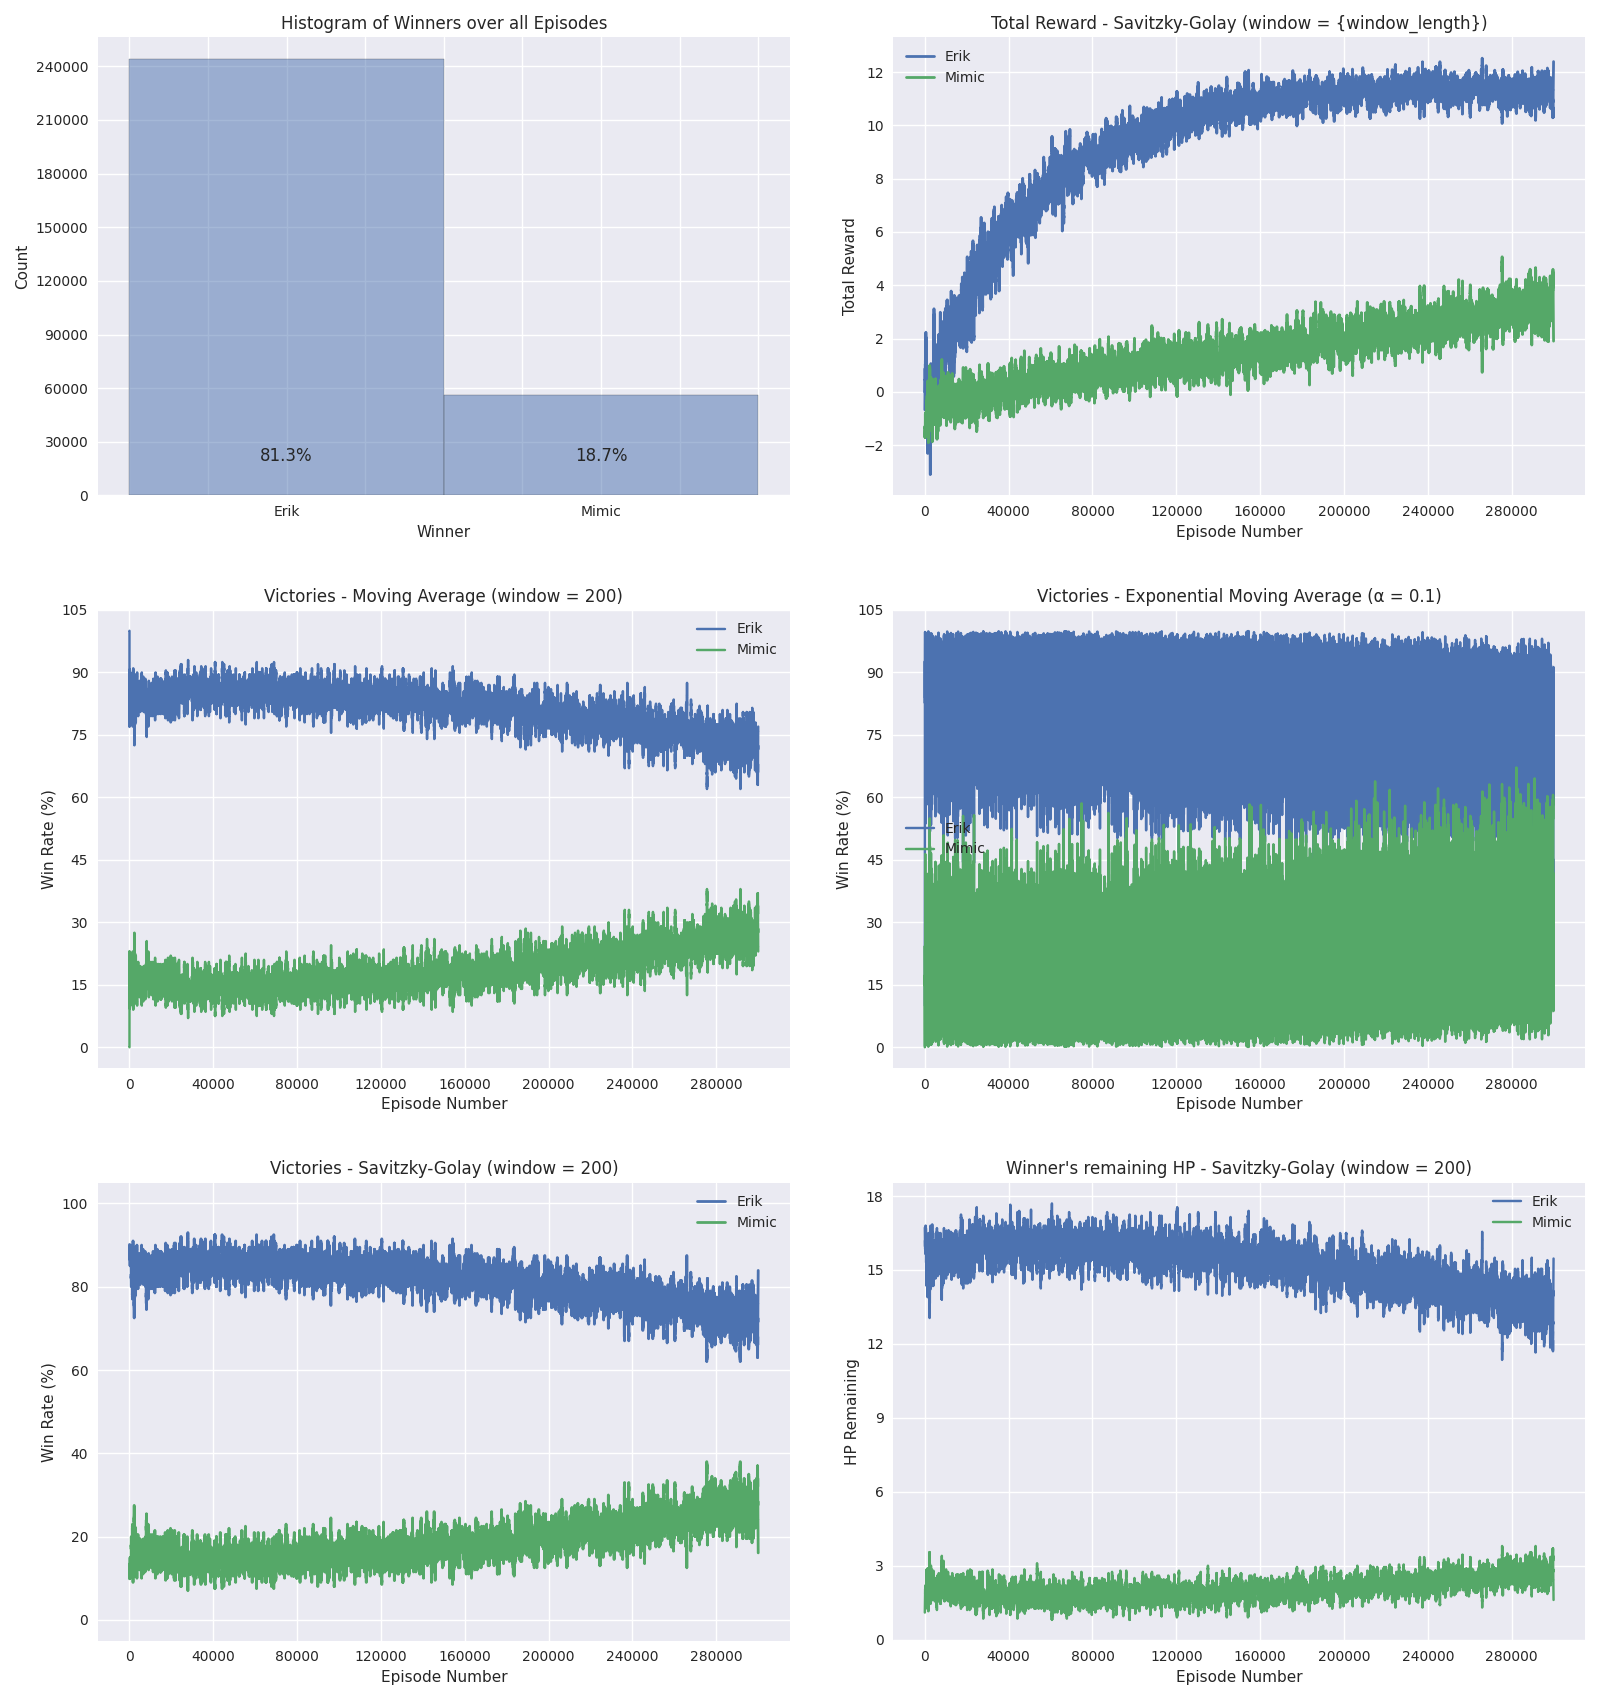 Histogram of Winners over all Episodes
240000
210000
180000
150000
120000
90000
60000
30000
0
Count
81.3%
18.7%
Erik
Mimic
Winner
Total Reward - Savitzky-Golay (window = {window_length})
Erik
Mimic
12
10
8
6
4
2
0
−2
Total Reward
0 40000 80000 120000 160000 200000 240000 280000
Episode Number
Victories - Moving Average (window = 200)
Erik
Mimic
105
90
75
60
45
30
15
0
Win Rate (%)
0 40000 80000 120000 160000 200000 240000 280000
Episode Number
Victories - Exponential Moving Average (α = 0.1)
105
90
75
60
45
30
15
0
Win Rate (%)
Erik
Mimic
0 40000 80000 120000 160000 200000 240000 280000
Episode Number
Victories - Savitzky-Golay (window = 200)
Erik
Mimic
100
80
60
40
20
0
Win Rate (%)
0 40000 80000 120000 160000 200000 240000 280000
Episode Number
Winner's remaining HP - Savitzky-Golay (window = 200)
Erik
Mimic
18
15
12
9
6
3
0
HP Remaining
0 40000 80000 120000 160000 200000 240000 280000
Episode Number